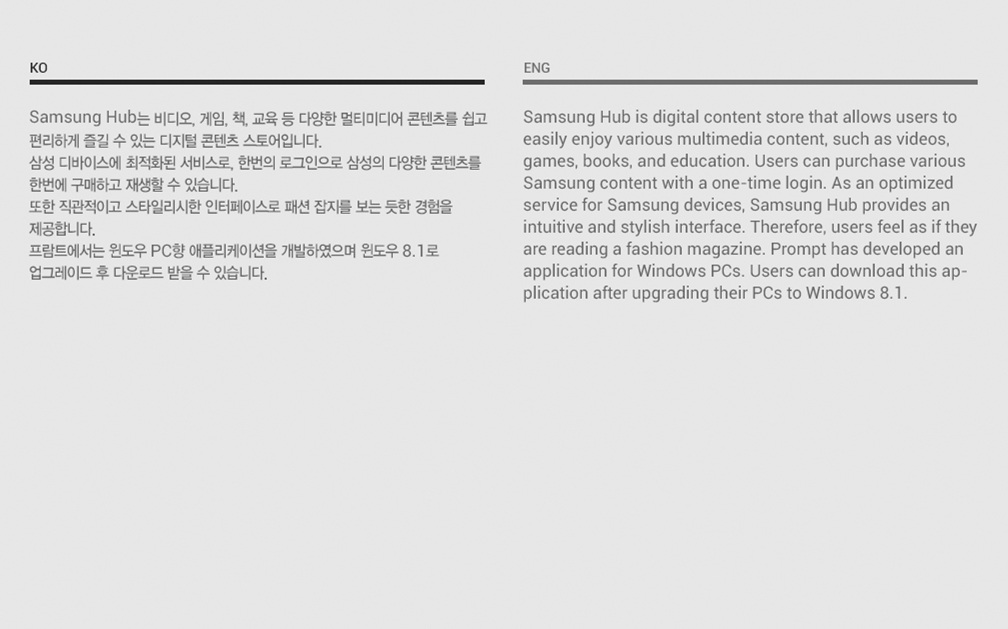 KO
Samsung Hub는 비디오, 게임, 책, 교육 등 다양한 멀티미디어 콘텐츠를 쉽고
편리하게 즐길 수 있는 디지털 콘텐츠 스토어입니다.
삼성 디바이스에 최적화된 서비스로, 한번의 로그인으로 삼성의 다양한 콘텐츠를
한번에 구매하고 재생할 수 있습니다.
또한 직관적이고 스타일리시한 인터페이스로 패션 잡지를 보는 듯한 경험을
제공합니다.
프람트에서는 윈도우 PC향 애플리케이션을 개발하였으며 윈도우 8.1로
업그레이드 후 다운로드 받을 수 있습니다.
ENG
Samsung Hub is digital content store that allows users to
easily enjoy various multimedia content, such as videos,
games, books, and education. Users can purchase various
Samsung content with a one-time login. As an optimized
service for Samsung devices, Samsung Hub provides an
intuitive and stylish interface. Therefore, users feel as if they
are reading a fashion magazine. Prompt has developed an
application for Windows PCs. Users can download this ap-
plication after upgrading their PCs to Windows 8.1.